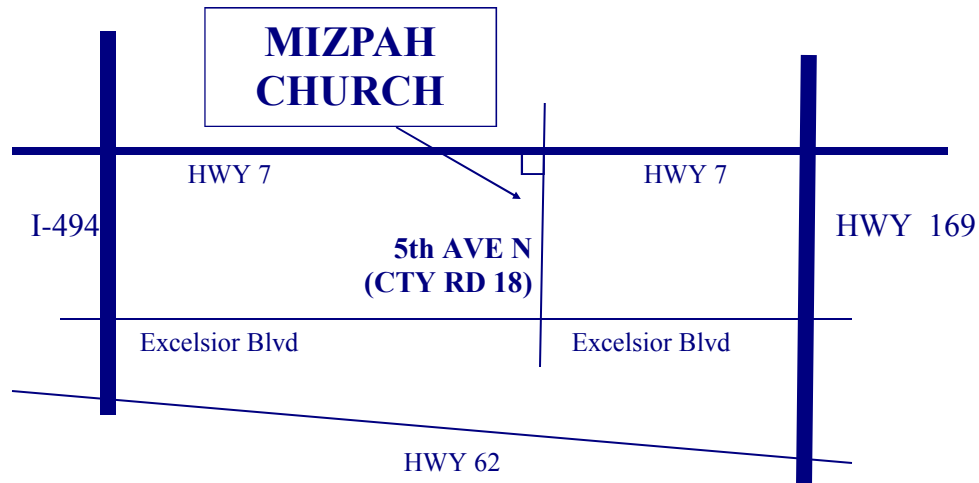 MIZPAH
CHURCH
HWY 7
HWY 7
I-494
HWY 169
5th AVE N
(CTY RD 18)
Excelsior Blvd
Excelsior Blvd
HWY 62